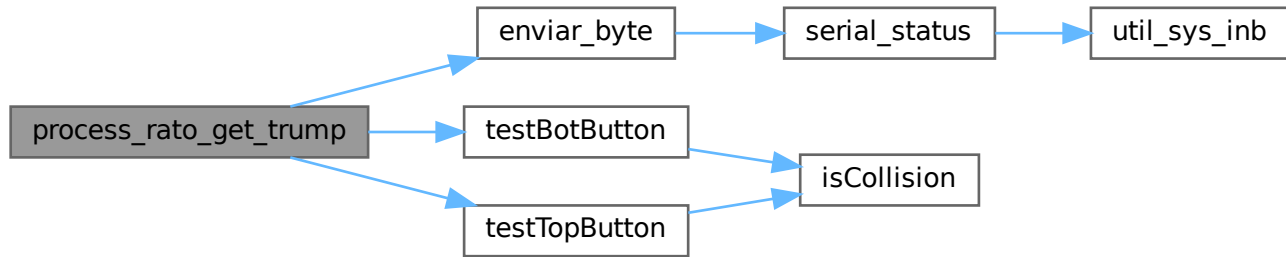 process_rato_get_trump
enviar_byte
serial_status
util_sys_inb
testBotButton
isCollision
testTopButton